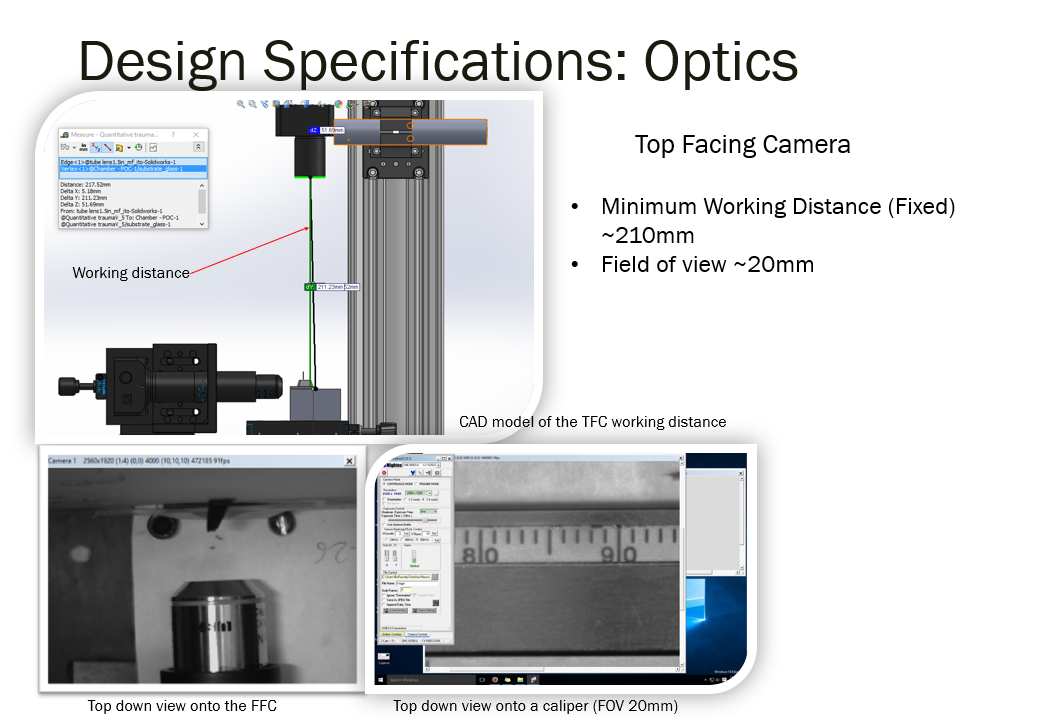 Design Specifications: Optics
Measure - Quantitative trauma...
Edge<1>@tube lens1.5in_mf_ito-Solidworks-1
Vertex<1>@Chamber - POC-1/substrate_glass-1
Distance: 217.52mm
Delta X: 5.18mm
Delta Y: 211.23mm
Delta Z: 51.69mm
From: tube lens1.5in_mf_ito-Solidworks-1
@Quantitative traumaV_5 To: Chamber - POC-1
@Quantitative traumaV_5/substrate_glass-1
dZ: 51.69mm
211.23mm
Working distance
Top Facing Camera
• Minimum Working Distance (Fixed)
~210mm
• Field of view ~20mm
CAD model of the TFC working distance
Camera 1 2560x1920 (1:4) (0,0) 4000 (10,10,10) 472185 91fps
80 90
Search Windows
Top down view onto the FFC
Top down view onto a caliper (FOV 20mm)